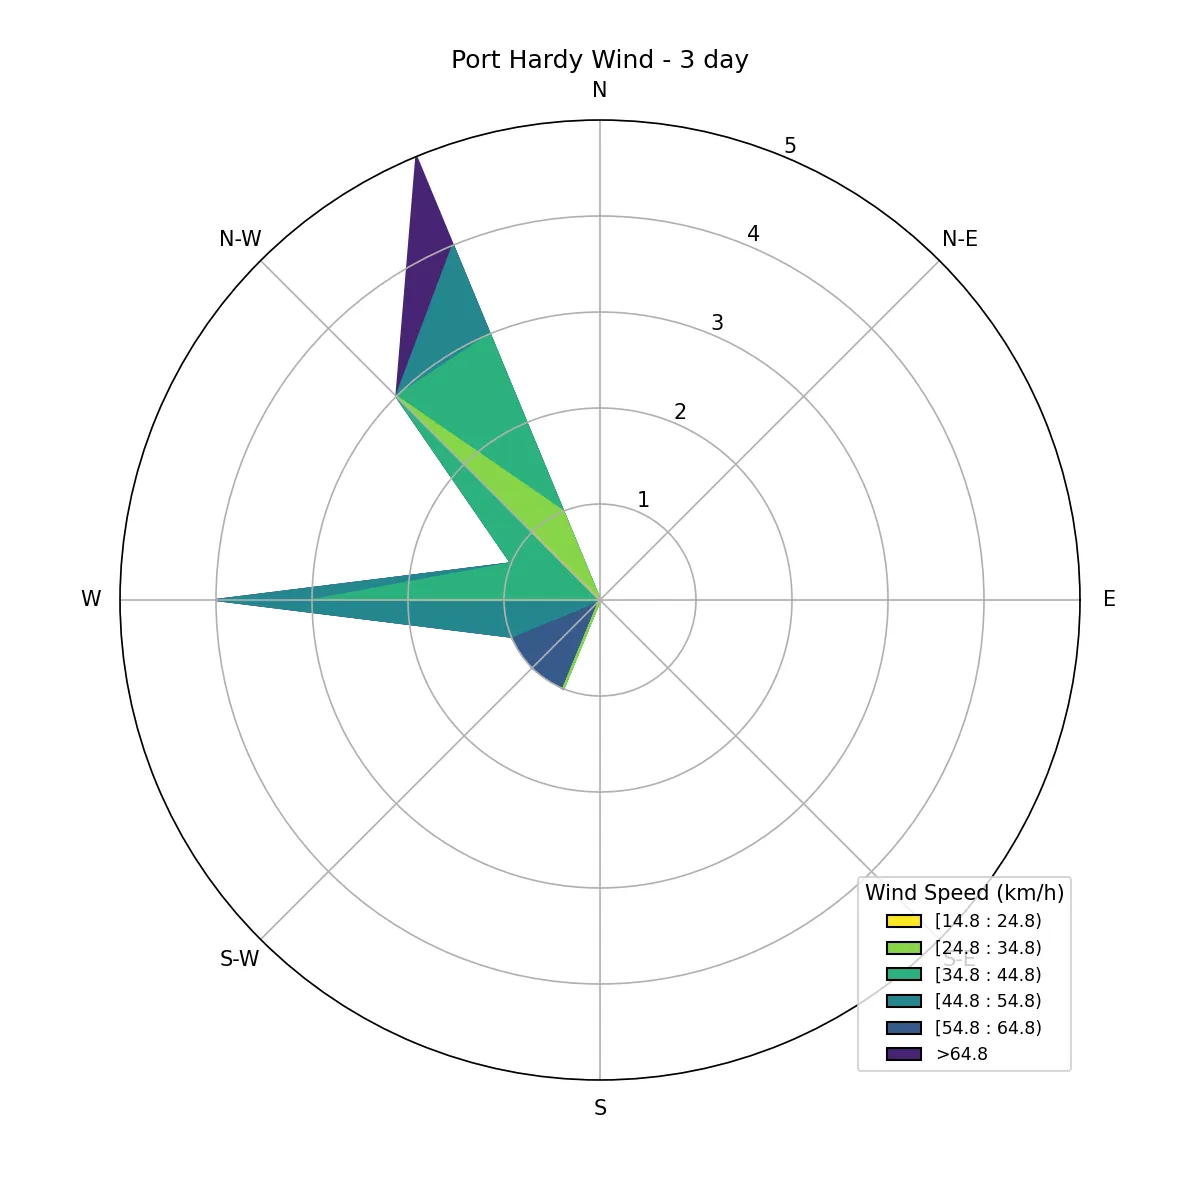 Port Hardy Wind - 3 day
N
5
N-W
N-E
4
3
2
1
W
E
Wind Speed (km/h)
[14.8 : 24.8)
[24.8 : 34.8)
S-W
S-E
[34.8 : 44.8)
[44.8 : 54.8)
[54.8 : 64.8)
>64.8
S